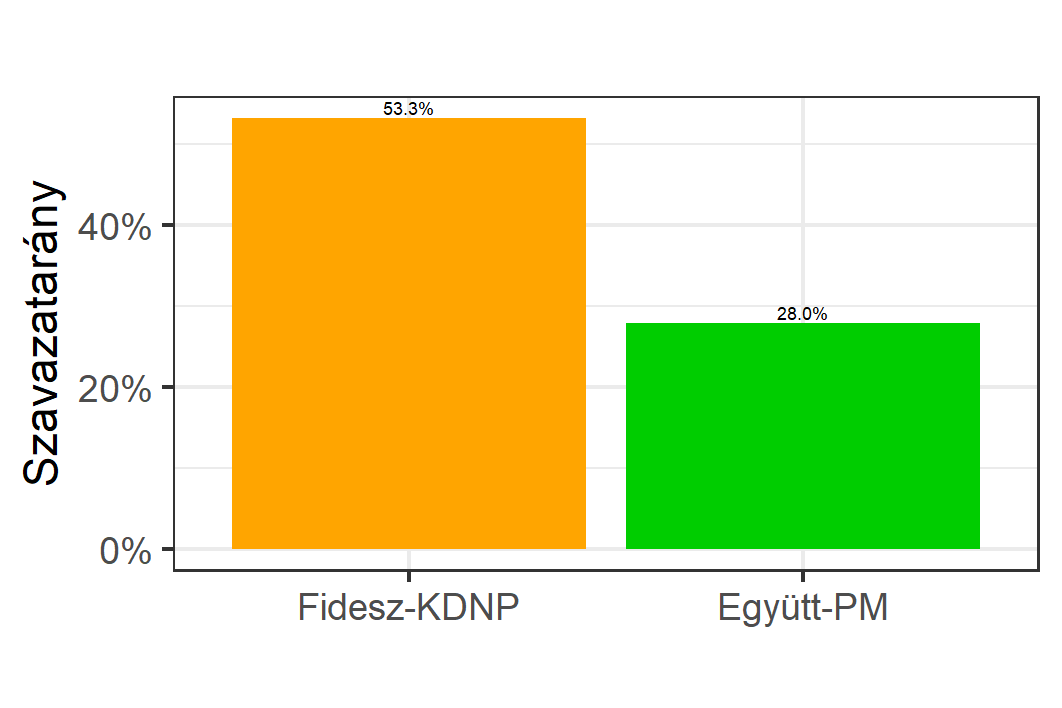 Szavazatarány
53.3%
40%
28.0%
20%
0%
Fidesz-KDNP
Együtt-PM